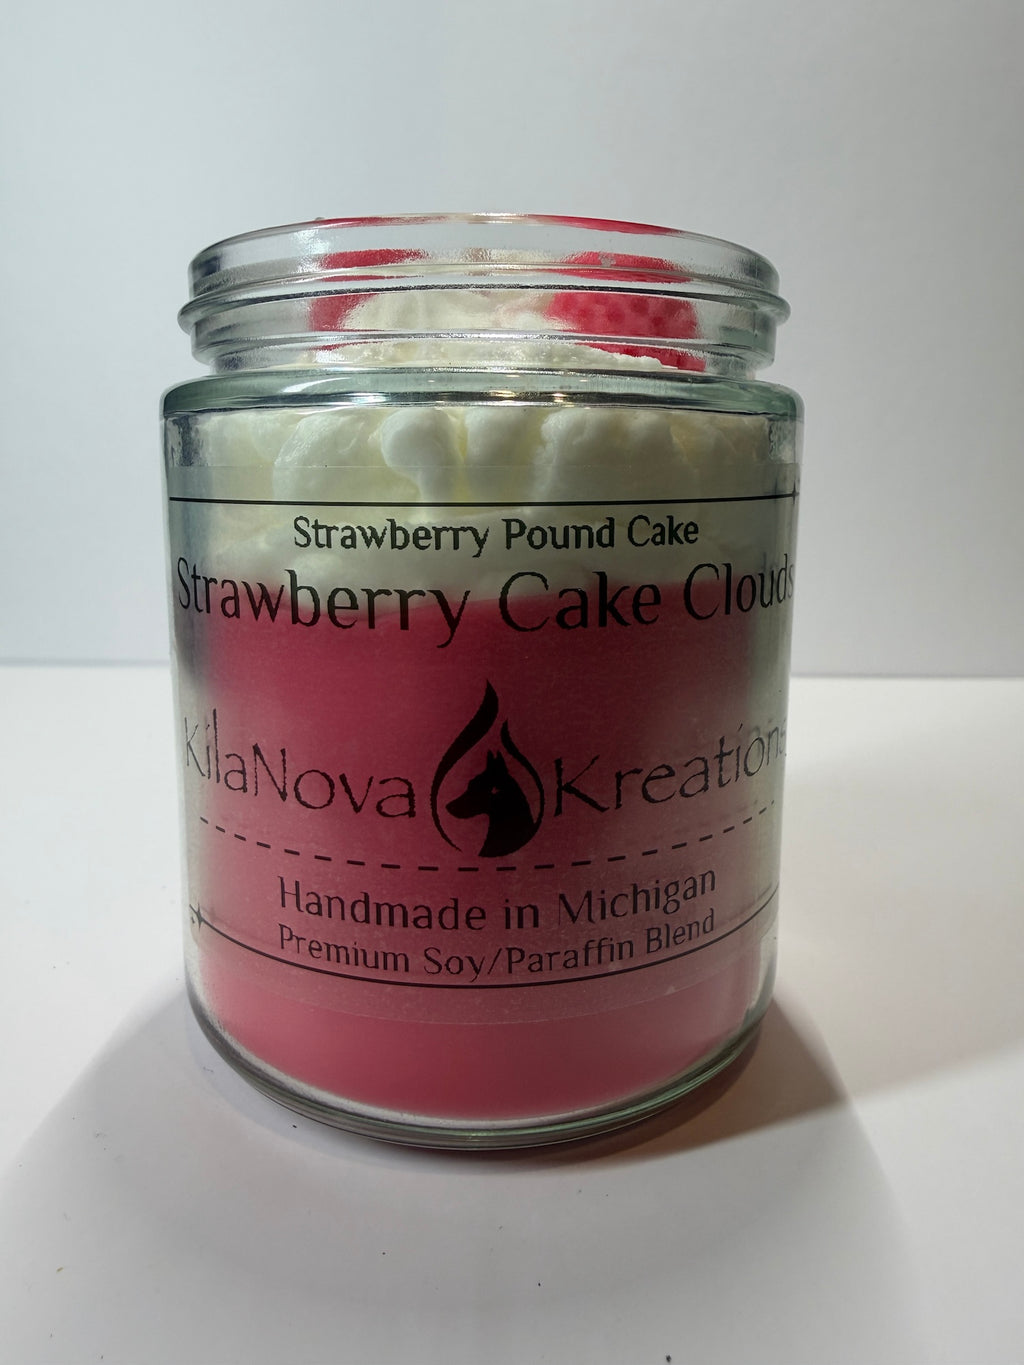 Strawberry Pound Cake
Strawberry Cake Clouds
KilaNova Kreations
Handmade in Michigan
Premium Soy/Paraffin Blend